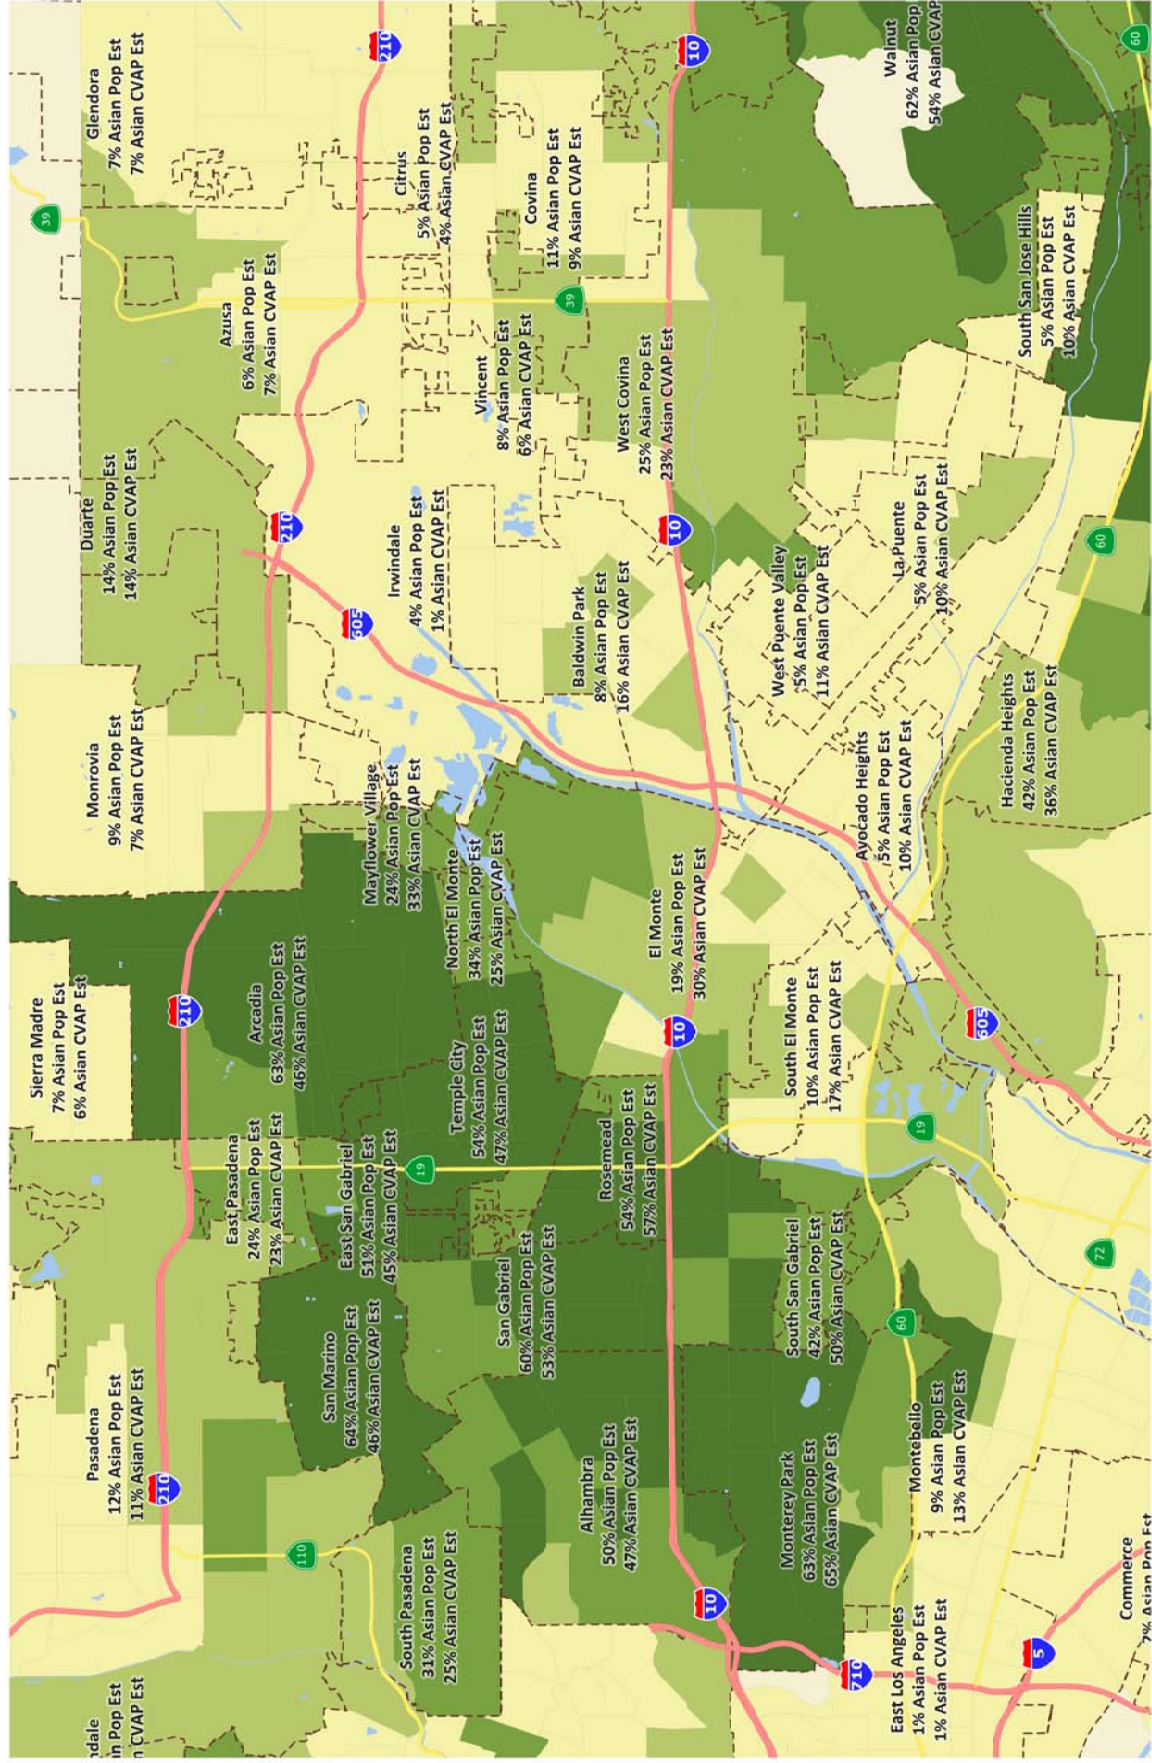 Glendora
7% Asian Pop Est
7% Asian CVAP Est
39
Azusa
6% Asian Pop Est
7% Asian CVAP Est
Duarte
14% Asian Pop Est
14% Asian CVAP Est
Monrovia
9% Asian Pop Est
7% Asian CVAP Est
Sierra Madre
7% Asian Pop Est
6% Asian CVAP Est
Pasadena
12% Asian Pop Est
11% Asian CVAP Est
Pop Est
CVAP Est
210
210
210
210
605
110
Citrus
5% Asian Pop Est
4% Asian CVAP Est
Irwindale
4% Asian Pop Est
1% Asian CVAP Est
Mayflower Village
24% Asian Pop Est
33% Asian CVAP Est
Arcadia
63% Asian Pop Est
46% Asian CVAP Est
East Pasadena
24% Asian Pop Est
23% Asian CVAP Est
East San Gabriel
51% Asian Pop Est
45% Asian CVAP Est
San Marino
64% Asian Pop Est
46% Asian CVAP Est
South Pasadena
31% Asian Pop Est
25% Asian CVAP Est
Covina
11% Asian Pop Est
9% Asian CVAP Est
Vincent
8% Asian Pop Est
6% Asian CVAP Est
39
North El Monte
34% Asian Pop Est
25% Asian CVAP Est
Temple City
54% Asian Pop Est
47% Asian CVAP Est
19
San Gabriel
60% Asian Pop Est
53% Asian CVAP Est
Alhambra
50% Asian Pop Est
47% Asian CVAP Est
10
West Covina
25% Asian Pop Est
23% Asian CVAP Est
10
Baldwin Park
8% Asian Pop Est
16% Asian CVAP Est
El Monte
19% Asian Pop Est
30% Asian CVAP Est
10
Rosemead
54% Asian Pop Est
57% Asian CVAP Est
10
Walnut
62% Asian Pop
54% Asian CVAP
60
South San Jose Hills
5% Asian Pop Est
10% Asian CVAP Est
West Puente Valley
5% Asian Pop Est
11% Asian CVAP Est
La Puente
5% Asian Pop Est
10% Asian CVAP Est
60
Avocado Heights
5% Asian Pop Est
10% Asian CVAP Est
Hacienda Heights
42% Asian Pop Est
36% Asian CVAP Est
South El Monte
10% Asian Pop Est
17% Asian CVAP Est
605
19
South San Gabriel
42% Asian Pop Est
50% Asian CVAP Est
60
72
Monterey Park
63% Asian Pop Est
65% Asian CVAP Est
Montebello
9% Asian Pop Est
13% Asian CVAP Est
710
East Los Angeles
1% Asian Pop Est
1% Asian CVAP Est
5
Commerce